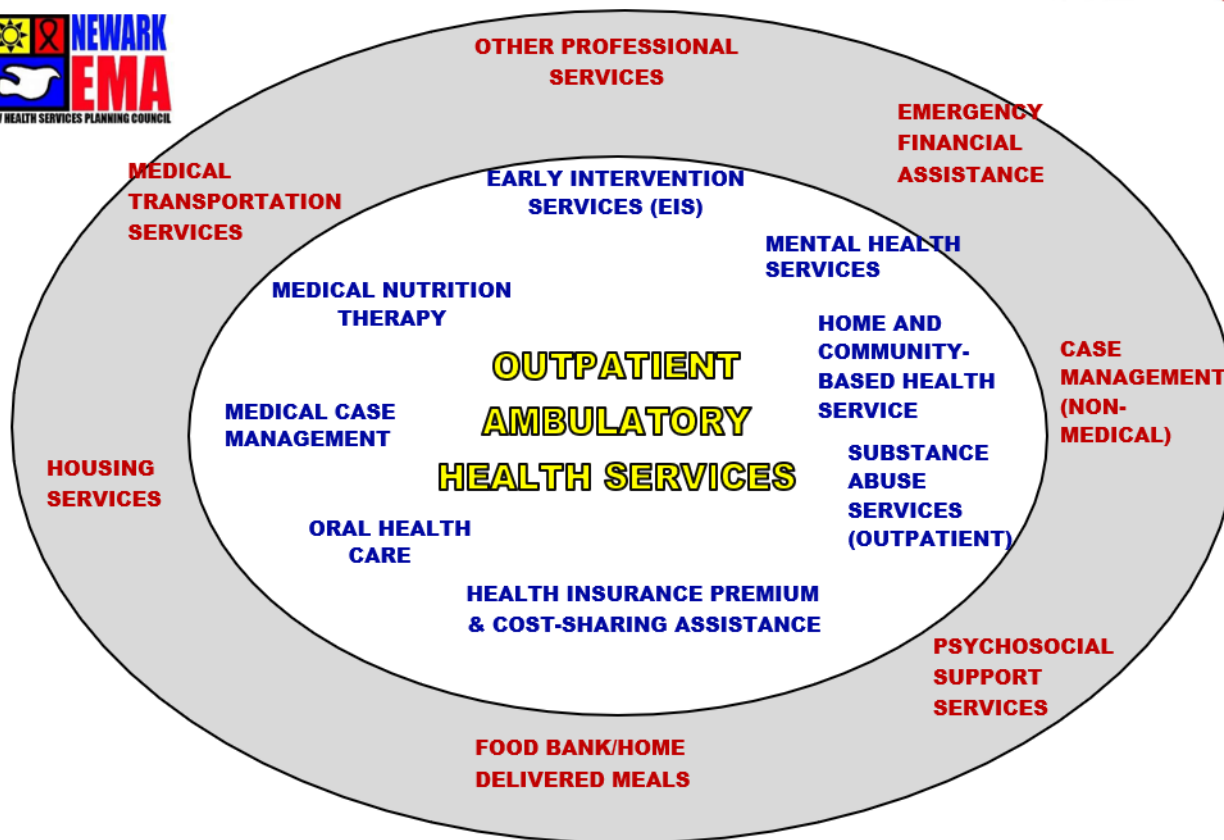 NEWARK
EMA
HEALTH SERVICES PLANNING COUNCIL
OTHER PROFESSIONAL
SERVICES
EMERGENCY
FINANCIAL
ASSISTANCE
MEDICAL
TRANSPORTATION
SERVICES
EARLY INTERVENTION
SERVICES (EIS)
MENTAL HEALTH
SERVICES
MEDICAL NUTRITION
THERAPY
HOME AND
COMMUNITY-
BASED HEALTH
SERVICE
CASE
MANAGEMENT
(NON-
MEDICAL)
OUTPATIENT
AMBULATORY
HEALTH SERVICES
MEDICAL CASE
MANAGEMENT
SUBSTANCE
ABUSE
SERVICES
(OUTPATIENT)
HOUSING
SERVICES
ORAL HEALTH
CARE
HEALTH INSURANCE PREMIUM
& COST-SHARING ASSISTANCE
PSYCHOSOCIAL
SUPPORT
SERVICES
FOOD BANK/HOME
DELIVERED MEALS